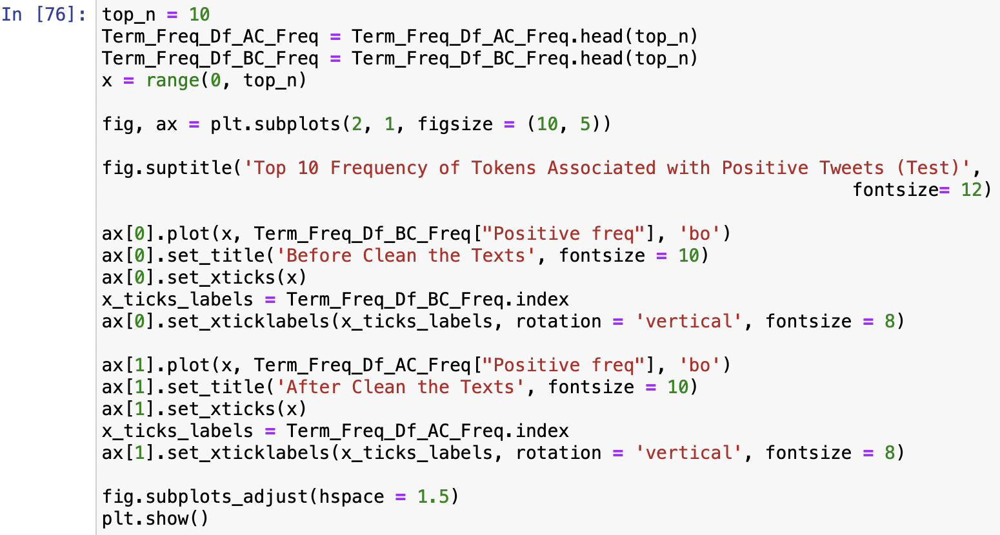 In [76]: top_n = 10
Term_Freq_Df_AC_Freq = Term_Freq_Df_AC_Freq.head(top_n)
Term_Freq_Df_BC_Freq = Term_Freq_Df_BC_Freq.head(top_n)
x = range(0, top_n)
fig, ax = plt.subplots(2, 1, figsize = (10, 5))
fig.suptitle('Top 10 Frequency of Tokens Associated with Positive Tweets (Test)',
fontsize= 12)
ax[0].plot(x, Term_Freq_Df_BC_Freq["Positive freq"], 'bo')
ax[0].set_title('Before Clean the Texts', fontsize = 10)
ax[0].set_xticks(x)
x_ticks_labels = Term_Freq_Df_BC_Freq.index
ax[0].set_xticklabels(x_ticks_labels, rotation = 'vertical', fontsize = 8)
ax[1].plot(x, Term_Freq_Df_AC_Freq["Positive freq"], 'bo')
ax[1].set_title('After Clean the Texts', fontsize = 10)
ax[1].set_xticks(x)
x_ticks_labels = Term_Freq_Df_AC_Freq.index
ax[1].set_xticklabels(x_ticks_labels, rotation = 'vertical', fontsize = 8)
fig.subplots_adjust(hspace = 1.5)
plt.show()